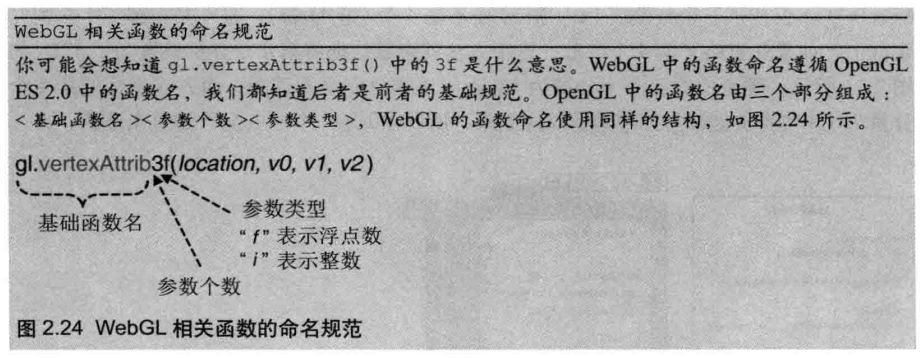 WebGL 相关函数的命名规范
你可能会想知道 gl.vertexAttrib3f() 中的 3f 是什么意思。WebGL 中的函数命名遵循 OpenGL
ES 2.0 中的函数名，我们都知道后者是前者的基础规范。OpenGL 中的函数名由三个部分组成：
<基础函数名><参数个数><参数类型>，WebGL 的函数命名使用同样的结构，如图 2.24 所示。
gl.vertexAttrib3f(location, v0, v1, v2)
基础函数名
参数类型
“f”表示浮点数
“i”表示整数
参数个数
图 2.24 WebGL 相关函数的命名规范